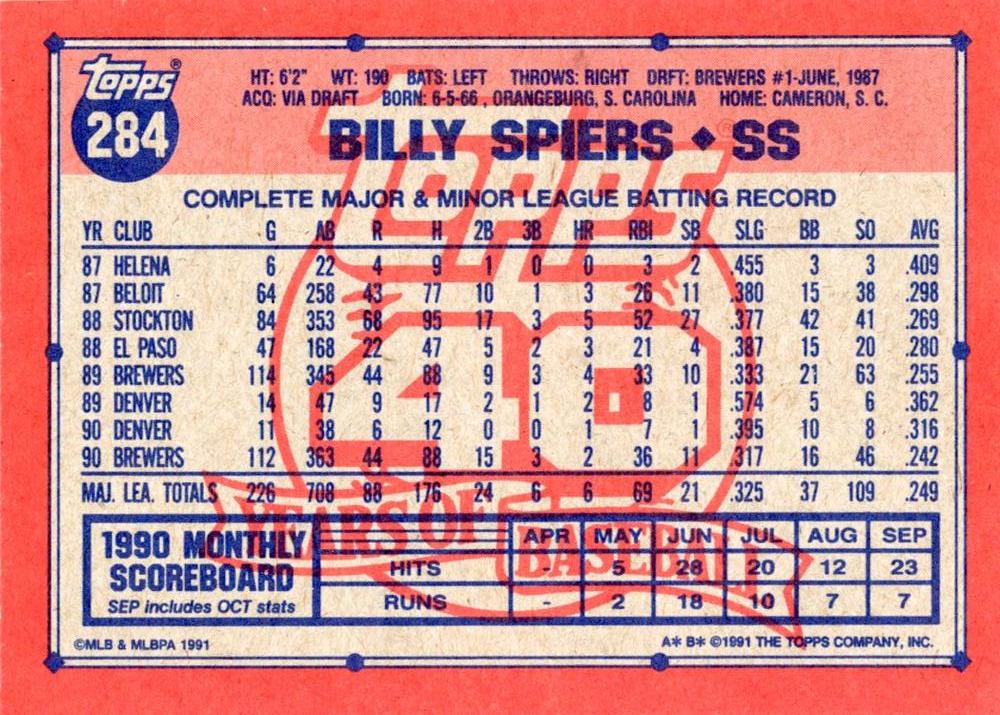 Topps®
284
HT: 6'2" WT: 190 BATS: LEFT THROWS: RIGHT DRFT: BREWERS #1-JUNE, 1987
ACQ: VIA DRAFT BORN: 6-5-66, ORANGEBURG, S. CAROLINA HOME: CAMERON, S. C.
BILLY SPIERS ◆ SS
Topps®
40
YEARS OF BASEBALL
COMPLETE MAJOR & MINOR LEAGUE BATTING RECORD
YR CLUB G AB R H 2B 3B HR RBI SB SLG BB SO AVG
87 HELENA 6 22 4 9 1 0 0 3 2 .455 3 3 .409
87 BELOIT 64 258 43 77 10 1 3 26 11 .380 15 38 .298
88 STOCKTON 84 353 68 95 17 3 5 52 27 .377 42 41 .269
88 EL PASO 47 168 22 47 5 2 3 21 4 .387 15 20 .280
89 BREWERS 114 345 44 88 9 3 4 33 10 .333 21 63 .255
89 DENVER 14 47 9 17 2 1 2 8 1 .574 5 6 .362
90 DENVER 11 38 6 12 0 0 1 7 1 .395 10 8 .316
90 BREWERS 112 363 44 88 15 3 2 36 11 .317 16 46 .242
MAJ. LEA. TOTALS 226 708 88 176 24 6 6 69 21 .325 37 109 .249
1990 MONTHLY
SCOREBOARD
SEP includes OCT stats
APR MAY JUN JUL AUG SEP
HITS - 5 28 20 12 23
RUNS - 2 18 10 7 7
©MLB & MLBPA 1991 A* B* ©1991 THE TOPPS COMPANY, INC.